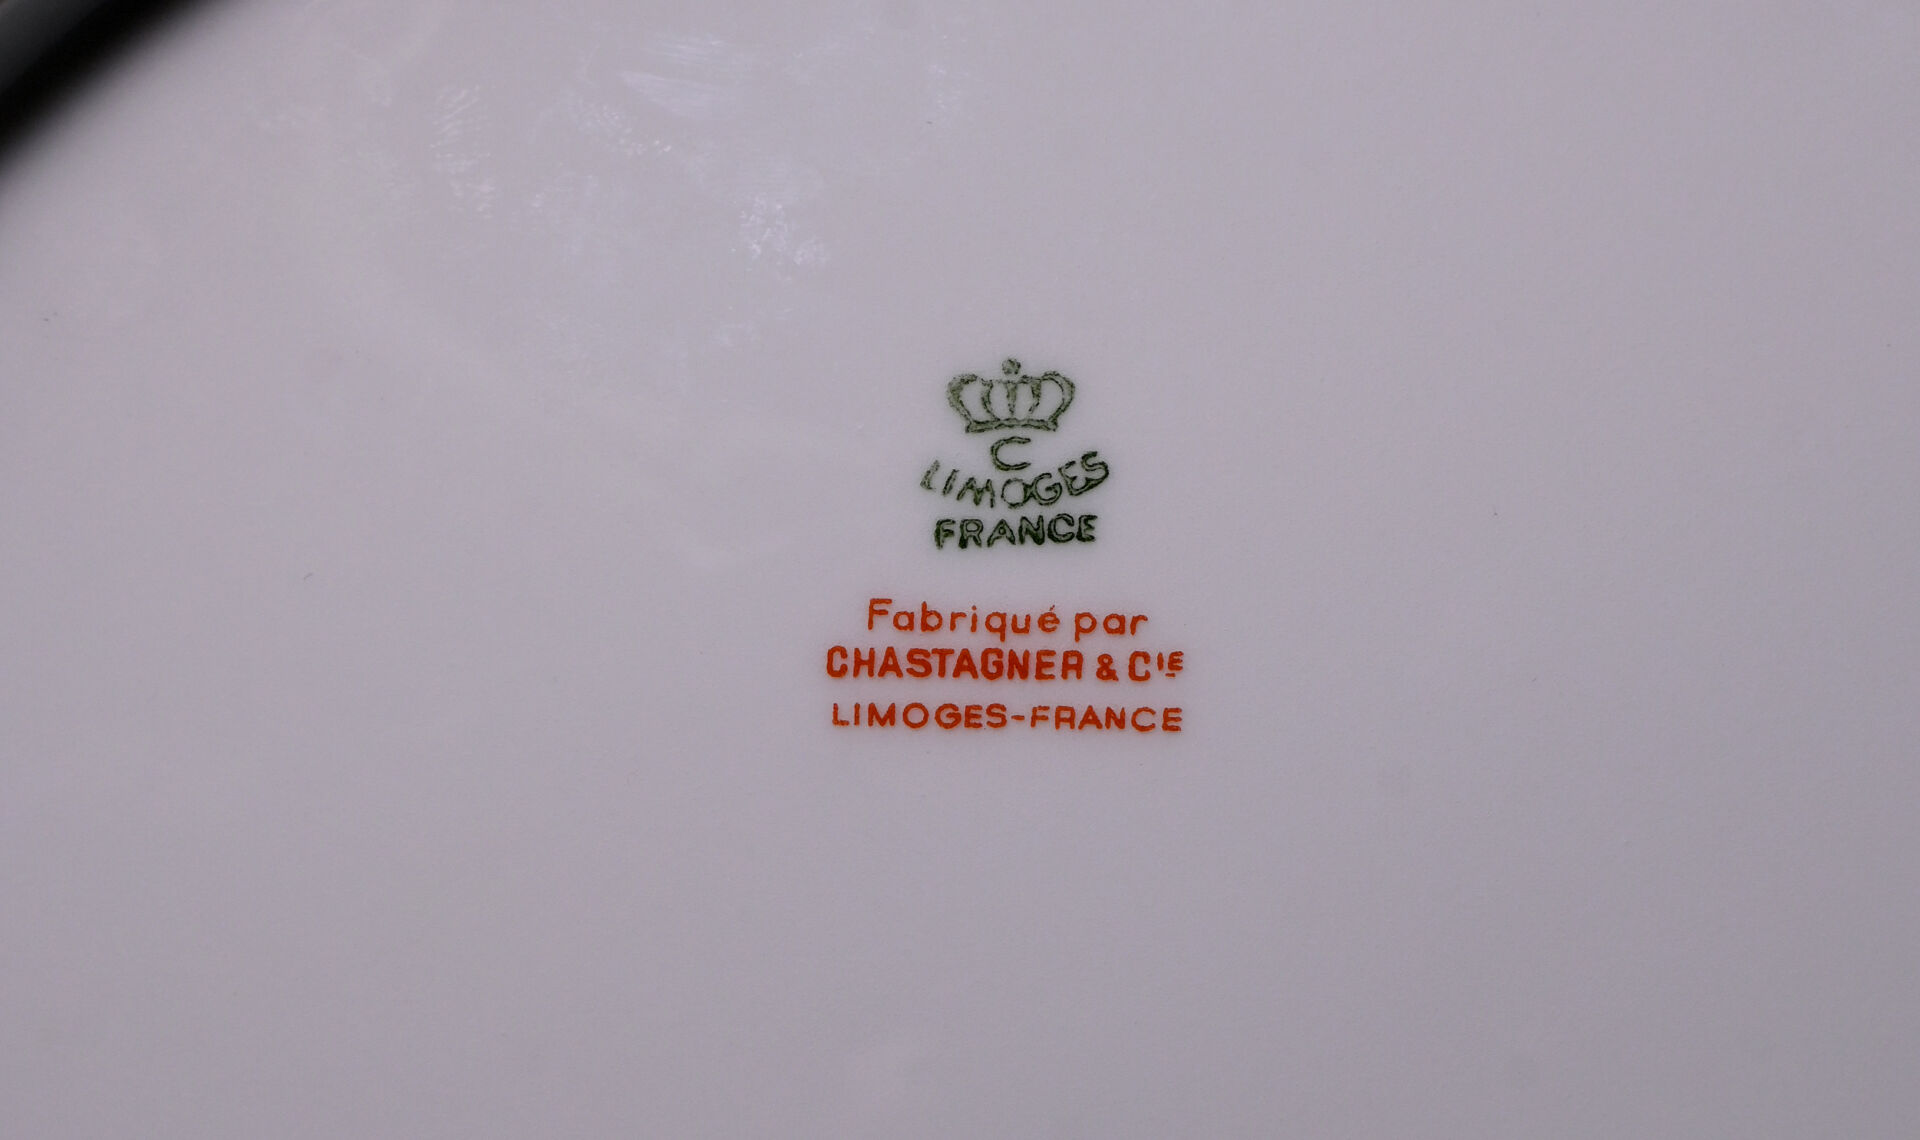 C
LIMOGES
FRANCE
Fabriqué par
CHASTAGNER & CIE
LIMOGES-FRANCE